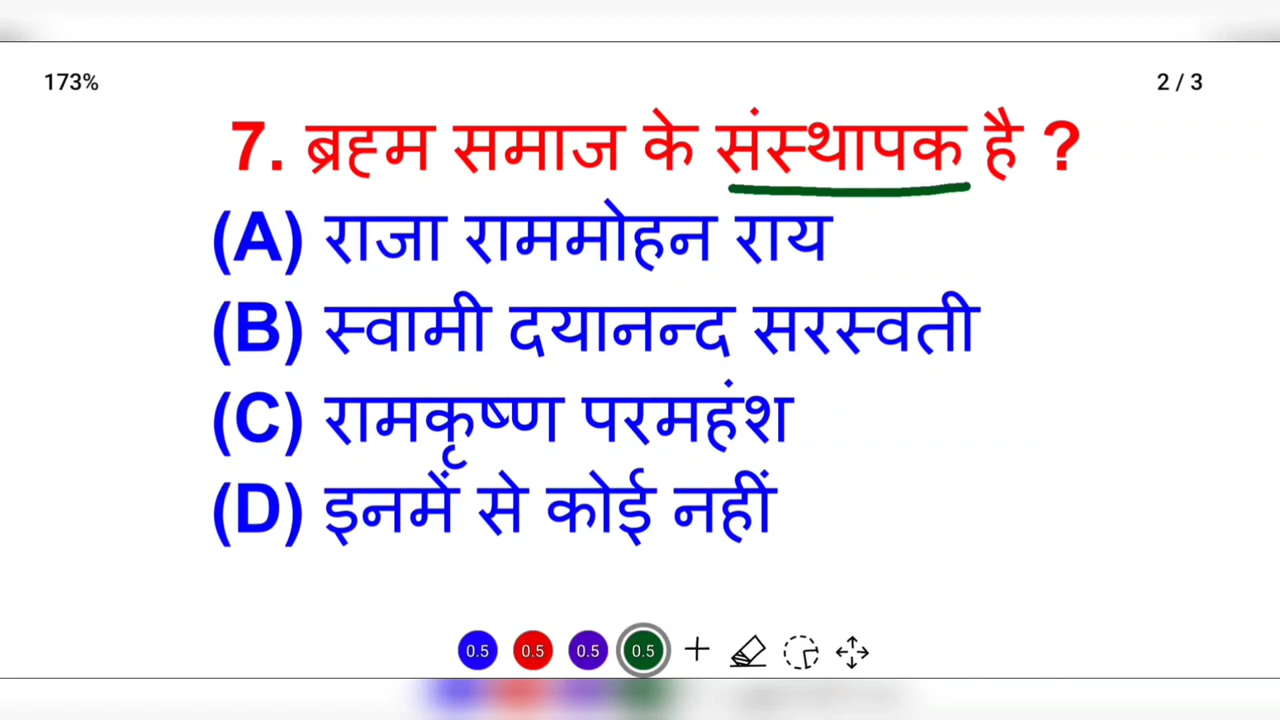 173%
2 / 3
7. ब्रह्म समाज के संस्थापक है ?
(A) राजा राममोहन राय
(B) स्वामी दयानन्द सरस्वती
(C) रामकृष्ण परमहंश
(D) इनमें से कोई नहीं
0.5 0.5 0.5 0.5